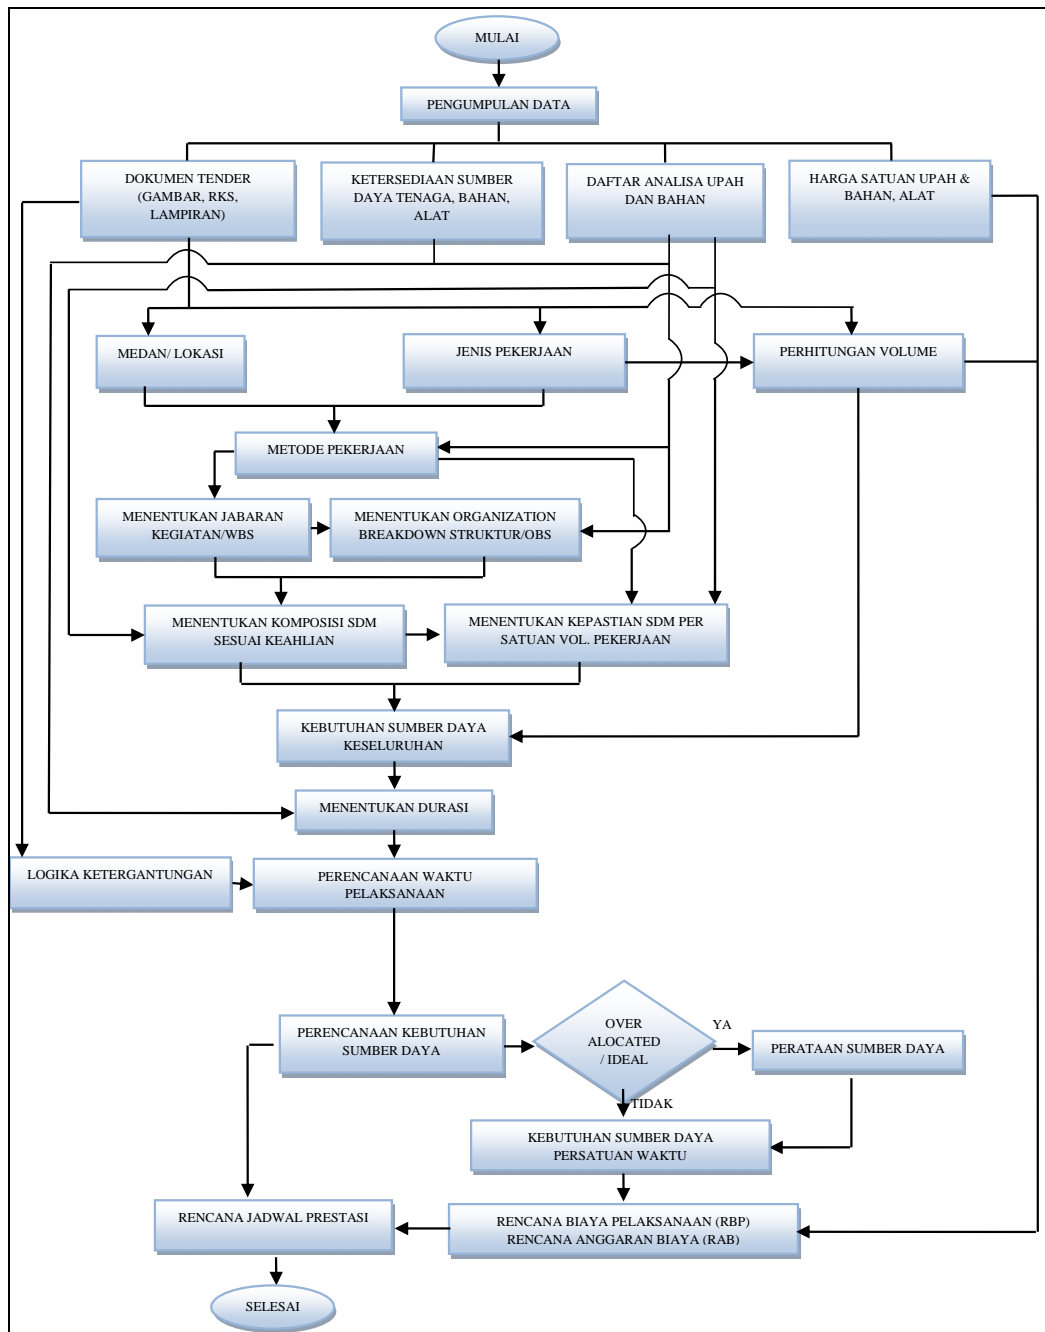 MULAI
PENGUMPULAN DATA
DOKUMEN TENDER
(GAMBAR, RKS,
LAMPIRAN)
KETERSEDIAAN SUMBER
DAYA TENAGA, BAHAN,
ALAT
DAFTAR ANALISA UPAH
DAN BAHAN
HARGA SATUAN UPAH &
BAHAN, ALAT
MEDAN/ LOKASI
JENIS PEKERJAAN
PERHITUNGAN VOLUME
METODE PEKERJAAN
MENENTUKAN JABARAN
KEGIATAN/WBS
MENENTUKAN ORGANIZATION
BREAKDOWN STRUKTUR/OBS
MENENTUKAN KOMPOSISI SDM
SESUAI KEAHLIAN
MENENTUKAN KEPASTIAN SDM PER
SATUAN VOL. PEKERJAAN
KEBUTUHAN SUMBER DAYA
KESELURUHAN
MENENTUKAN DURASI
LOGIKA KETERGANTUNGAN
PERENCANAAN WAKTU
PELAKSANAAN
PERENCANAAN KEBUTUHAN
SUMBER DAYA
OVER
ALOCATED
/ IDEAL
YA
PERATAAN SUMBER DAYA
TIDAK
KEBUTUHAN SUMBER DAYA
PERSATUAN WAKTU
RENCANA JADWAL PRESTASI
RENCANA BIAYA PELAKSANAAN (RBP)
RENCANA ANGGARAN BIAYA (RAB)
SELESAI